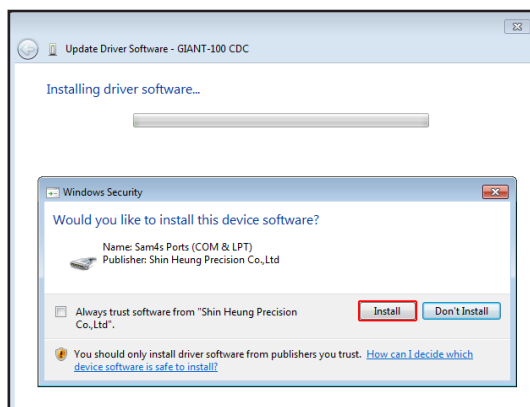 Update Driver Software - GIANT-100 CDC
Installing driver software...
Windows Security
Would you like to install this device software?
Name: Sam4s Ports (COM & LPT)
Publisher: Shin Heung Precision Co.,Ltd
Always trust software from "Shin Heung Precision
Co.,Ltd".
Install
Don't Install
You should only install driver software from publishers you trust. How can I decide which
device software is safe to install?